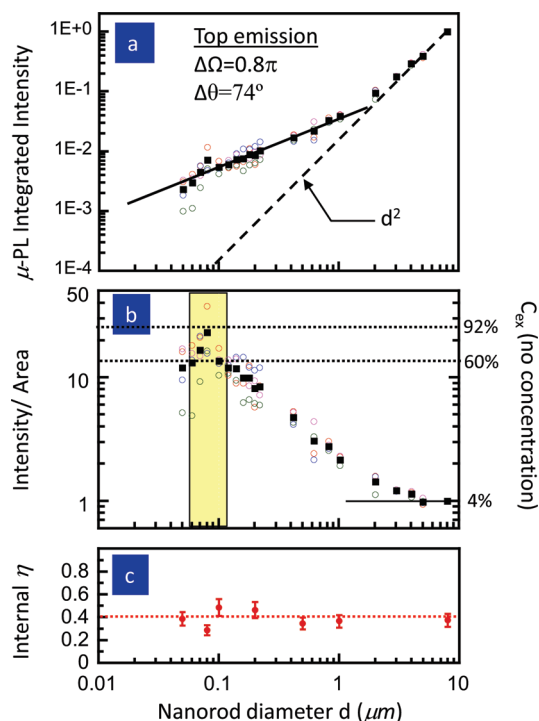 a
Top emission
ΔΩ=0.8π
Δθ=74º
d²
1E+0
1E-1
1E-2
1E-3
1E-4
μ-PL Integrated Intensity
b
50
10
1
92%
60%
4%
Intensity/ Area
C_ex (no concentration)
c
0.8
0.6
0.4
0.2
0
Internal η
0.01
0.1
1
10
Nanorod diameter d (μm)